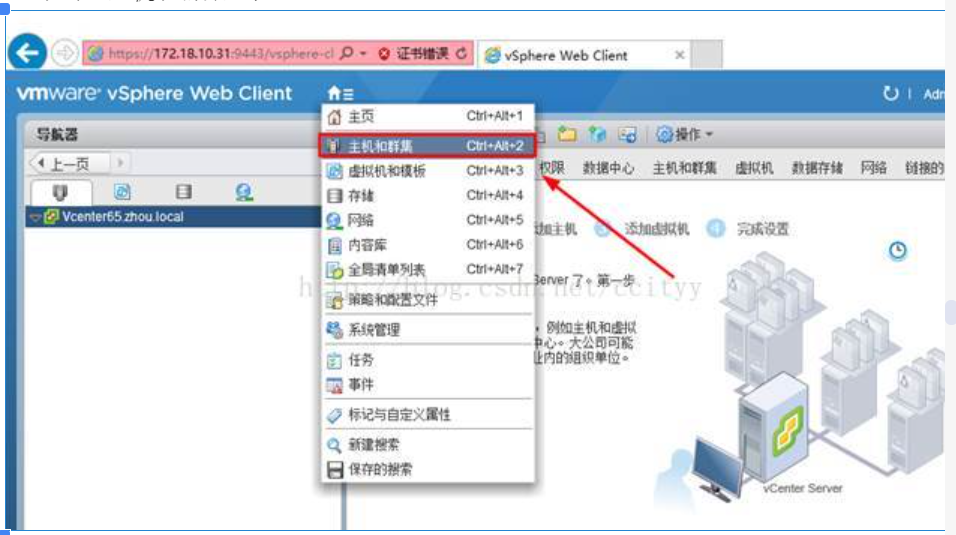 https://172.18.10.31:9443/vsphere-cl 证书错误 vSphere Web Client ×
vmware® vSphere Web Client
导航器
操作
上一页
主页 Ctrl+Alt+1
主机和群集 Ctrl+Alt+2
虚拟机和模板 Ctrl+Alt+3
存储 Ctrl+Alt+4
网络 Ctrl+Alt+5
内容库 Ctrl+Alt+6
全局清单列表 Ctrl+Alt+7
策略和配置文件
系统管理
任务
事件
标记与自定义属性
新建搜索
保存的搜索
权限 数据中心 主机和群集 虚拟机 数据存储 网络 链接的
Vcenter65.zhou.local
加主机 添加虚拟机 完成设置
Server 了。第一步
，例如主机和虚拟
中心。大公司可能
业内的组织单位。
vCenter Server